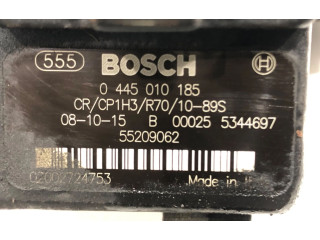 555 BOSCH
0 445 010 185
CR/CP1H3/R70/10-89S
08-10-15 B 00025 5344697
55209062
Made in